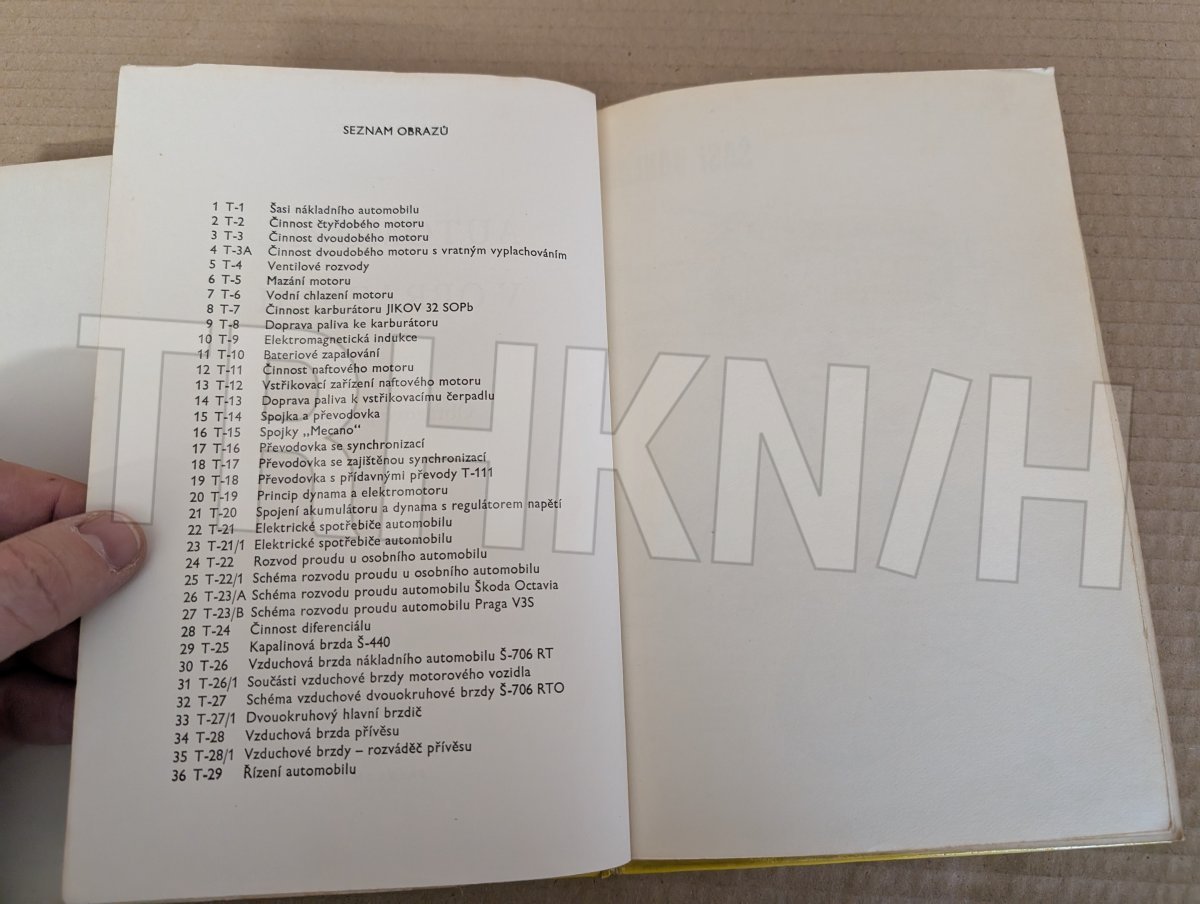 SEZNAM OBRAZŮ
1 T-1 Šasi nákladního automobilu
2 T-2 Činnost čtyřdobého motoru
3 T-3 Činnost dvoudobého motoru
4 T-3A Činnost dvoudobého motoru s vratným vyplachováním
5 T-4 Ventilové rozvody
6 T-5 Mazání motoru
7 T-6 Vodní chlazení motoru
8 T-7 Činnost karburátoru JIKOV 32 SOPb
9 T-8 Doprava paliva ke karburátoru
10 T-9 Elektromagnetická indukce
11 T-10 Bateriové zapalování
12 T-11 Činnost naftového motoru
13 T-12 Vstřikovací zařízení naftového motoru
14 T-13 Doprava paliva k vstřikovacímu čerpadlu
15 T-14 Spojka a převodovka
16 T-15 Spojky „Mecano“
17 T-16 Převodovka se synchronizací
18 T-17 Převodovka se zajištěnou synchronizací
19 T-18 Převodovka s přídavnými převody T-111
20 T-19 Princip dynama a elektromotoru
21 T-20 Spojení akumulátoru a dynama s regulátorem napětí
22 T-21 Elektrické spotřebiče automobilu
23 T-21/1 Elektrické spotřebiče automobilu
24 T-22 Rozvod proudu u osobního automobilu
25 T-22/1 Schéma rozvodu proudu u osobního automobilu
26 T-23/A Schéma rozvodu proudu automobilu Škoda Octavia
27 T-23/B Schéma rozvodu proudu automobilu Praga V3S
28 T-24 Činnost diferenciálu
29 T-25 Kapalinová brzda Š-440
30 T-26 Vzduchová brzda nákladního automobilu Š-706 RT
31 T-26/1 Součásti vzduchové brzdy motorového vozidla
32 T-27 Schéma vzduchové dvouokruhové brzdy Š-706 RTO
33 T-27/1 Dvouokruhový hlavní brzdič
34 T-28 Vzduchová brzda přívěsu
35 T-28/1 Vzduchové brzdy – rozváděč přívěsu
36 T-29 Řízení automobilu
TRHKN/H